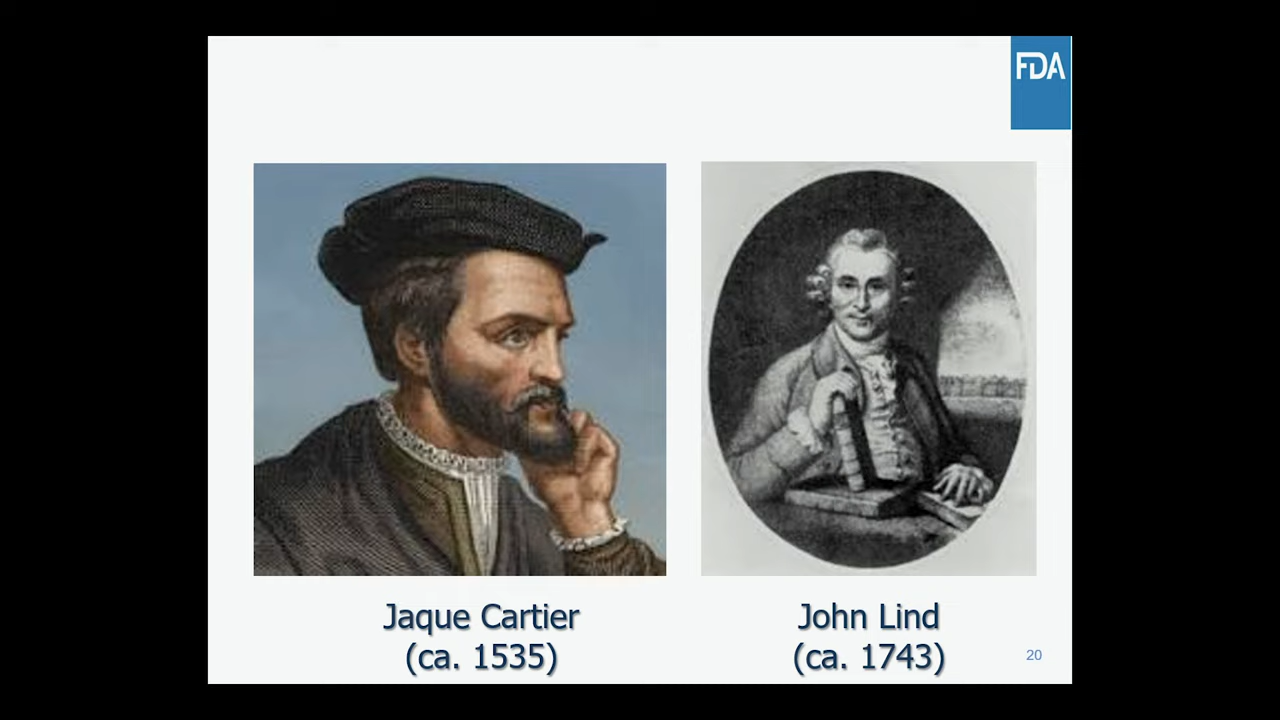 FDA
Jaque Cartier
(ca. 1535)
John Lind
(ca. 1743)
20